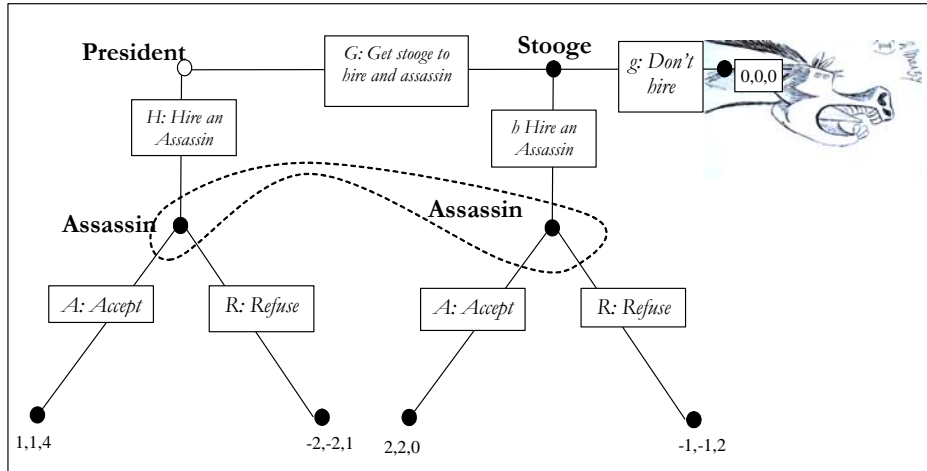 President
G: Get stooge to
hire and assassin
Stooge
g: Don't
hire
0,0,0
H: Hire an
Assassin
h Hire an
Assassin
Assassin
Assassin
A: Accept
R: Refuse
A: Accept
R: Refuse
1,1,4
-2,-2,1
2,2,0
-1,-1,2